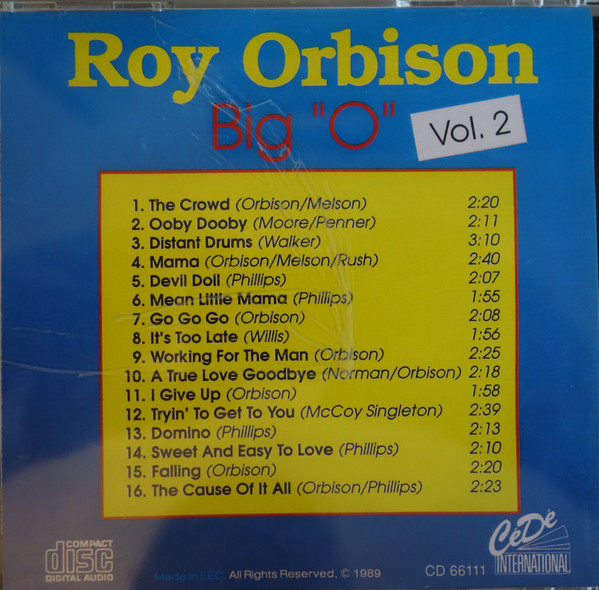 Roy Orbison
Big "O"
Vol. 2
1. The Crowd (Orbison/Melson) 2:20
2. Ooby Dooby (Moore/Penner) 2:11
3. Distant Drums (Walker) 3:10
4. Mama (Orbison/Melson/Rush) 2:40
5. Devil Doll (Phillips) 2:07
6. Mean Little Mama (Phillips) 1:55
7. Go Go Go (Orbison) 2:08
8. It's Too Late (Willis) 1:56
9. Working For The Man (Orbison) 2:25
10. A True Love Goodbye (Norman/Orbison) 2:18
11. I Give Up (Orbison) 1:58
12. Tryin' To Get To You (McCoy Singleton) 2:39
13. Domino (Phillips) 2:13
14. Sweet And Easy To Love (Phillips) 2:10
15. Falling (Orbison) 2:20
16. The Cause Of It All (Orbison/Phillips) 2:23
COMPACT
disc
DIGITAL AUDIO
Made in EEC, All Rights Reserved, © 1989
CD 66111
CeDe
INTERNATIONAL